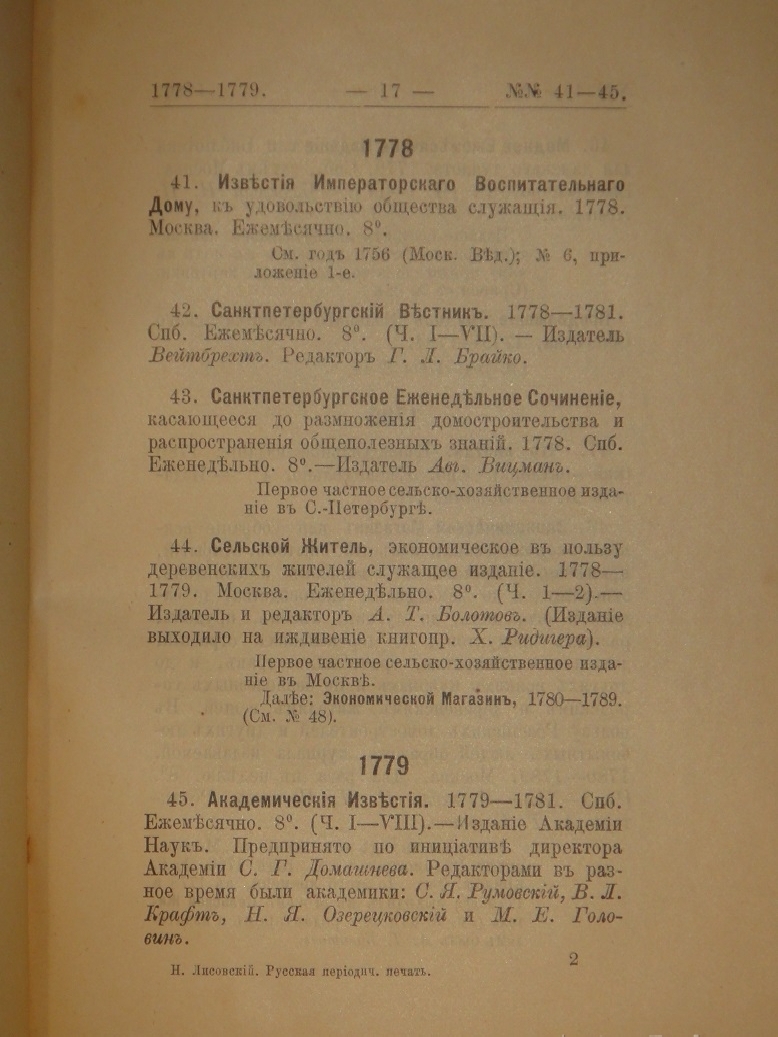 1778—1779. — 17 — №№ 41—45.
1778
41. Извѣстія Императорскаго Воспитательнаго
Дому, къ удовольствію общества служащія. 1778.
Москва. Ежемѣсячно. 8°.
См. годъ 1756 (Моск. Вѣд.); № 6, при-
ложеніе 1-е.
42. Санктпетербургскій Вѣстникъ. 1778—1781.
Спб. Ежемѣсячно. 8°. (Ч. I—VII). — Издатель
Вейтбрехтъ. Редакторъ Г. Л. Брайко.
43. Санктпетербургское Еженедѣльное Сочиненіе,
касающееся до размноженія домостроительства и
распространенія общеполезныхъ знаній. 1778. Спб.
Еженедѣльно. 8°.—Издатель Ав. Вицманъ.
Первое частное сельско-хозяйственное изда-
ніе въ С.-Петербургѣ.
44. Сельской Житель, экономическое въ пользу
деревенскихъ жителей служащее изданіе. 1778—
1779. Москва. Еженедѣльно. 8°. (Ч. 1—2).—
Издатель и редакторъ А. Т. Болотовъ. (Изданіе
выходило на иждивеніе книгопр. Х. Ридигера).
Первое частное сельско-хозяйственное изда-
ніе въ Москвѣ.
Далѣе: Экономической Магазинъ, 1780—1789.
(См. № 48).
1779
45. Академическія Извѣстія. 1779—1781. Спб.
Ежемѣсячно. 8°. (Ч. I—VIII).—Изданіе Академіи
Наукъ. Предпринято по иниціативѣ директора
Академіи С. Г. Домашнева. Редакторами въ раз-
ное время были академики: С. Я. Румовскій, В. Л.
Крафтъ, Н. Я. Озерецковскій и М. Е. Голо-
винъ.
2
Н. Лисовскій. Русская періодич. печать.